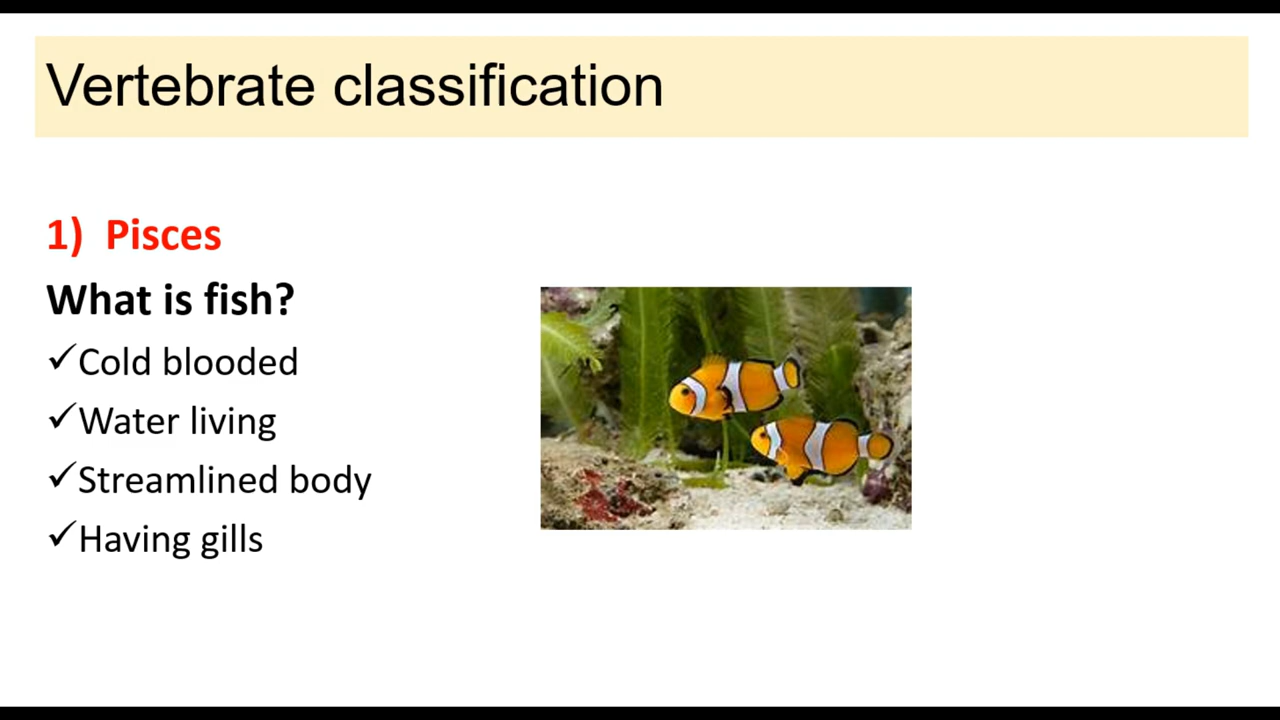 Vertebrate classification
1) Pisces
What is fish?
✓Cold blooded
✓Water living
✓Streamlined body
✓Having gills